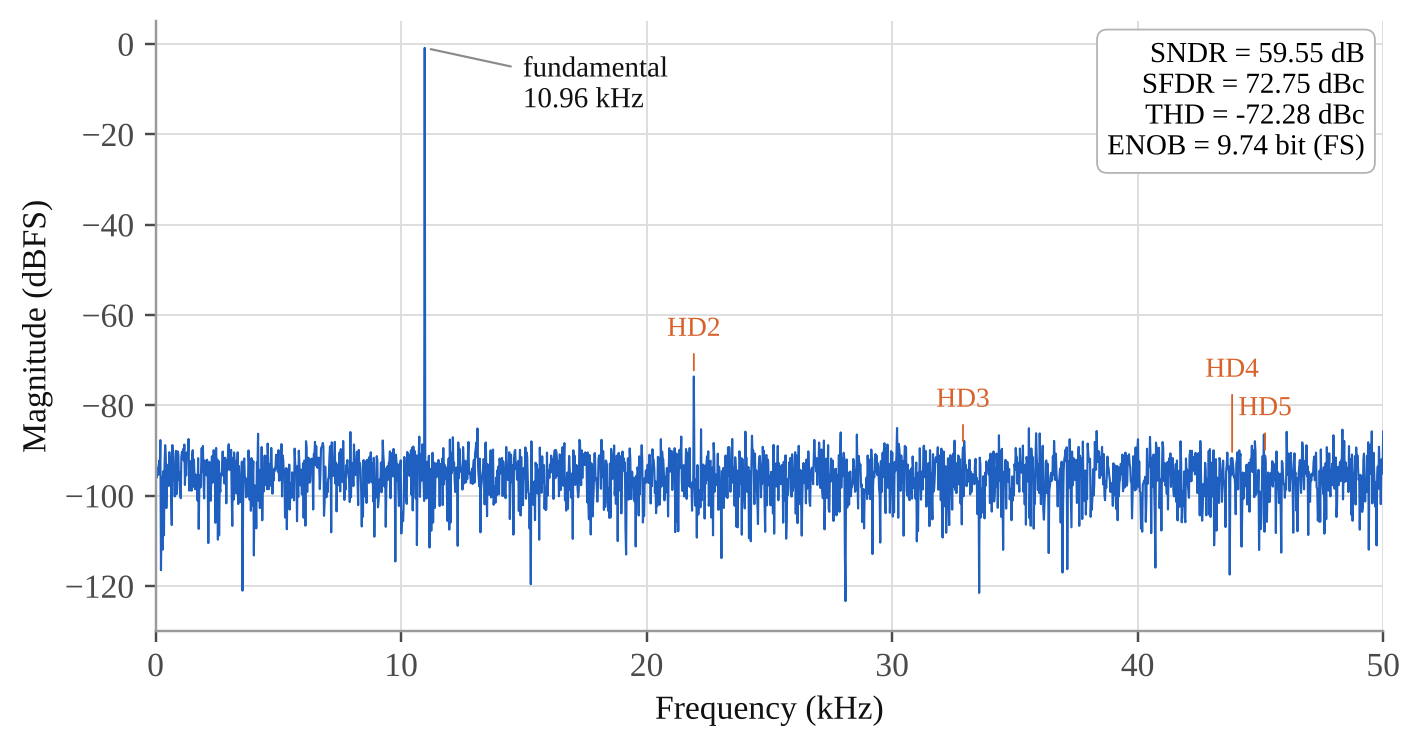 SNDR = 59.55 dB
SFDR = 72.75 dBc
THD = -72.28 dBc
ENOB = 9.74 bit (FS)
fundamental
10.96 kHz
HD2
HD3
HD4
HD5
Magnitude (dBFS)
0
−20
−40
−60
−80
−100
−120
0 10 20 30 40 50
Frequency (kHz)